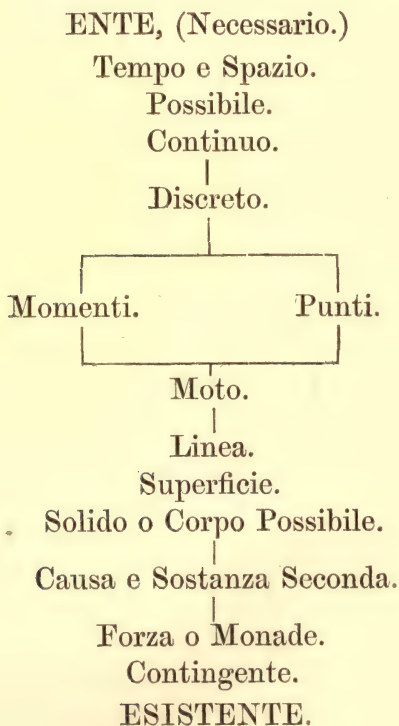 ENTE, (Necessario.)
Tempo e Spazio.
Possibile.
Continuo.
Discreto.
Momenti. Punti.
Moto.
Linea.
Superficie.
Solido o Corpo Possibile.
Causa e Sostanza Seconda.
Forza o Monade.
Contingente.
ESISTENTE.